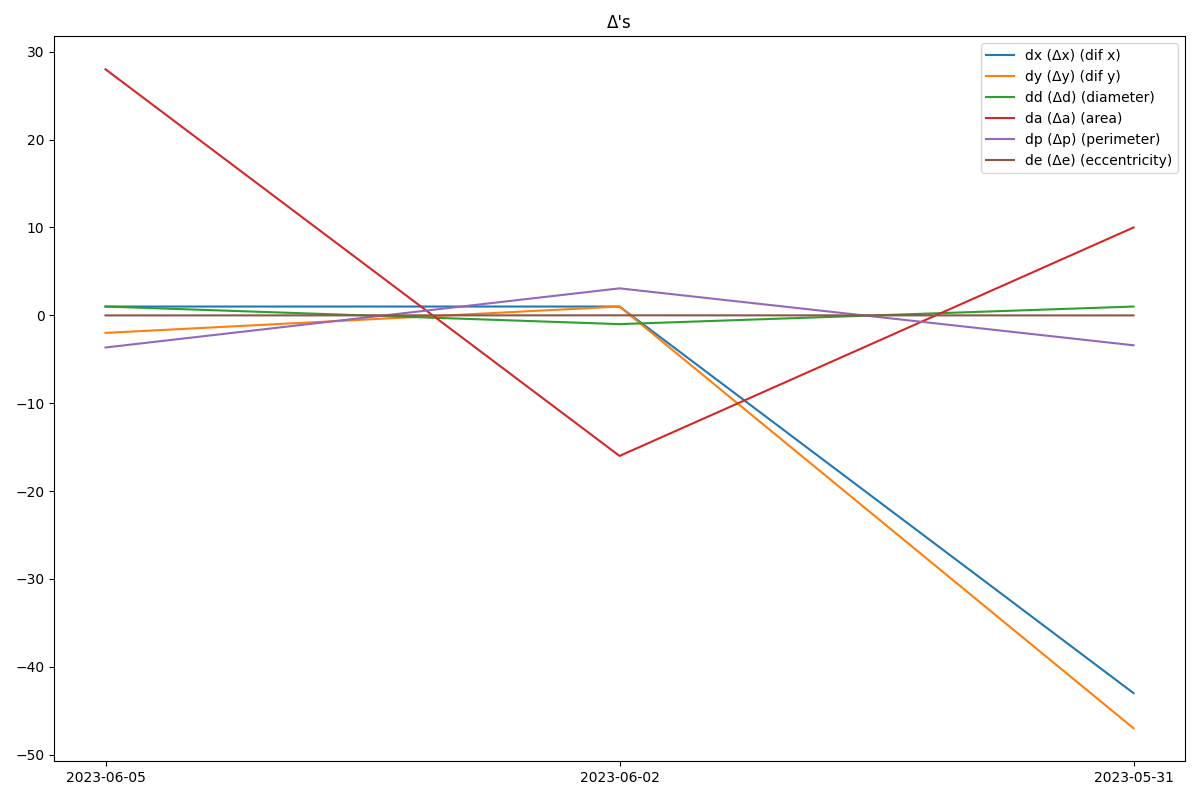 Δ's
dx (Δx) (dif x)
dy (Δy) (dif y)
dd (Δd) (diameter)
da (Δa) (area)
dp (Δp) (perimeter)
de (Δe) (eccentricity)
30
20
10
0
−10
−20
−30
−40
−50
2023-06-05 2023-06-02 2023-05-31